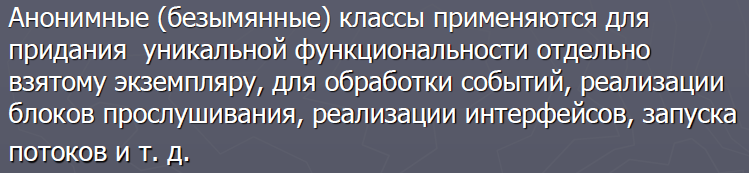 Анонимные (безымянные) классы применяются для
придания уникальной функциональности отдельно
взятому экземпляру, для обработки событий, реализации
блоков прослушивания, реализации интерфейсов, запуска
потоков и т. д.